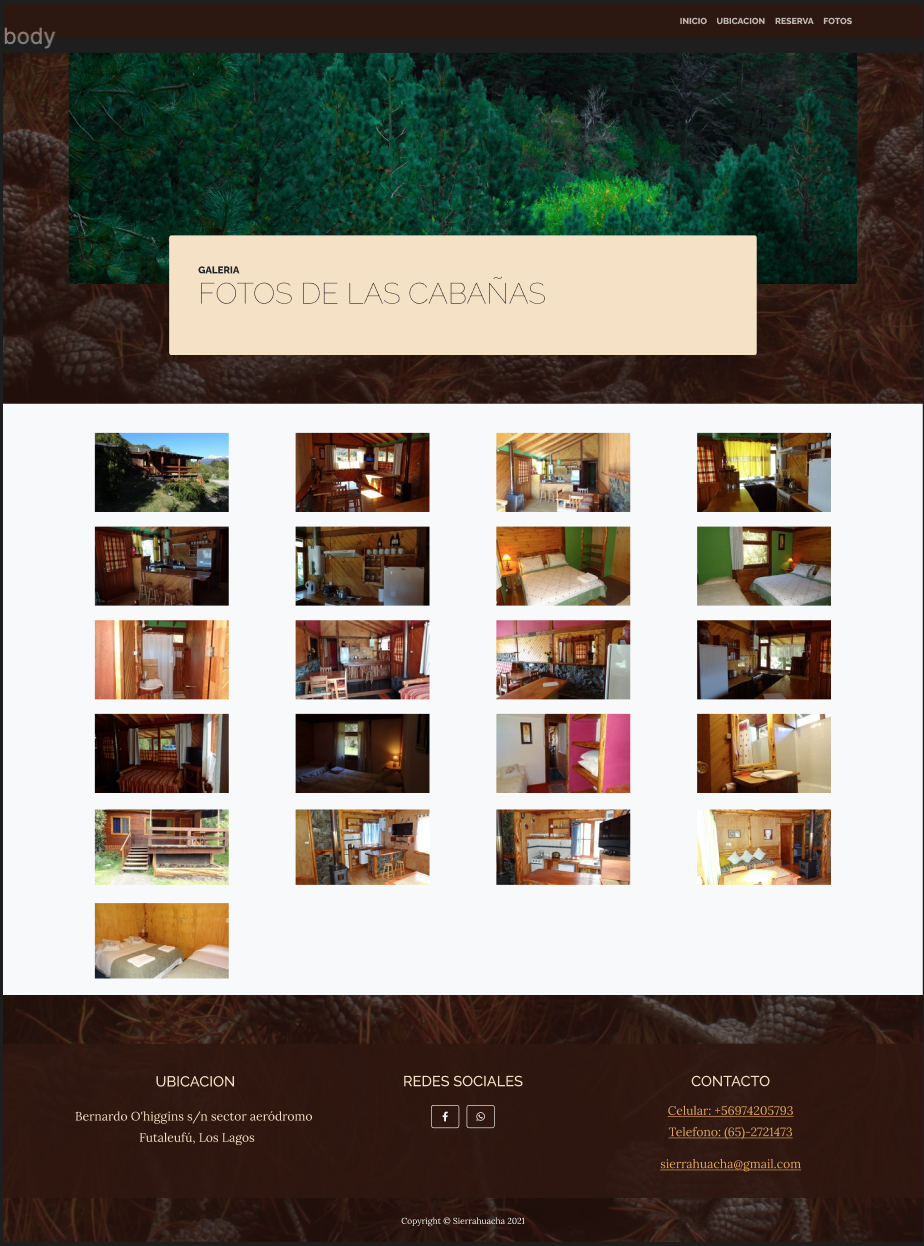 INICIO UBICACION RESERVA FOTOS
body
GALERIA
FOTOS DE LAS CABAÑAS
UBICACION
Bernardo O'higgins s/n sector aeródromo
Futaleufú, Los Lagos
REDES SOCIALES
CONTACTO
Celular: +56974205793
Telefono: (65)-2721473
sierrahuacha@gmail.com
Copyright © Sierrahuacha 2021